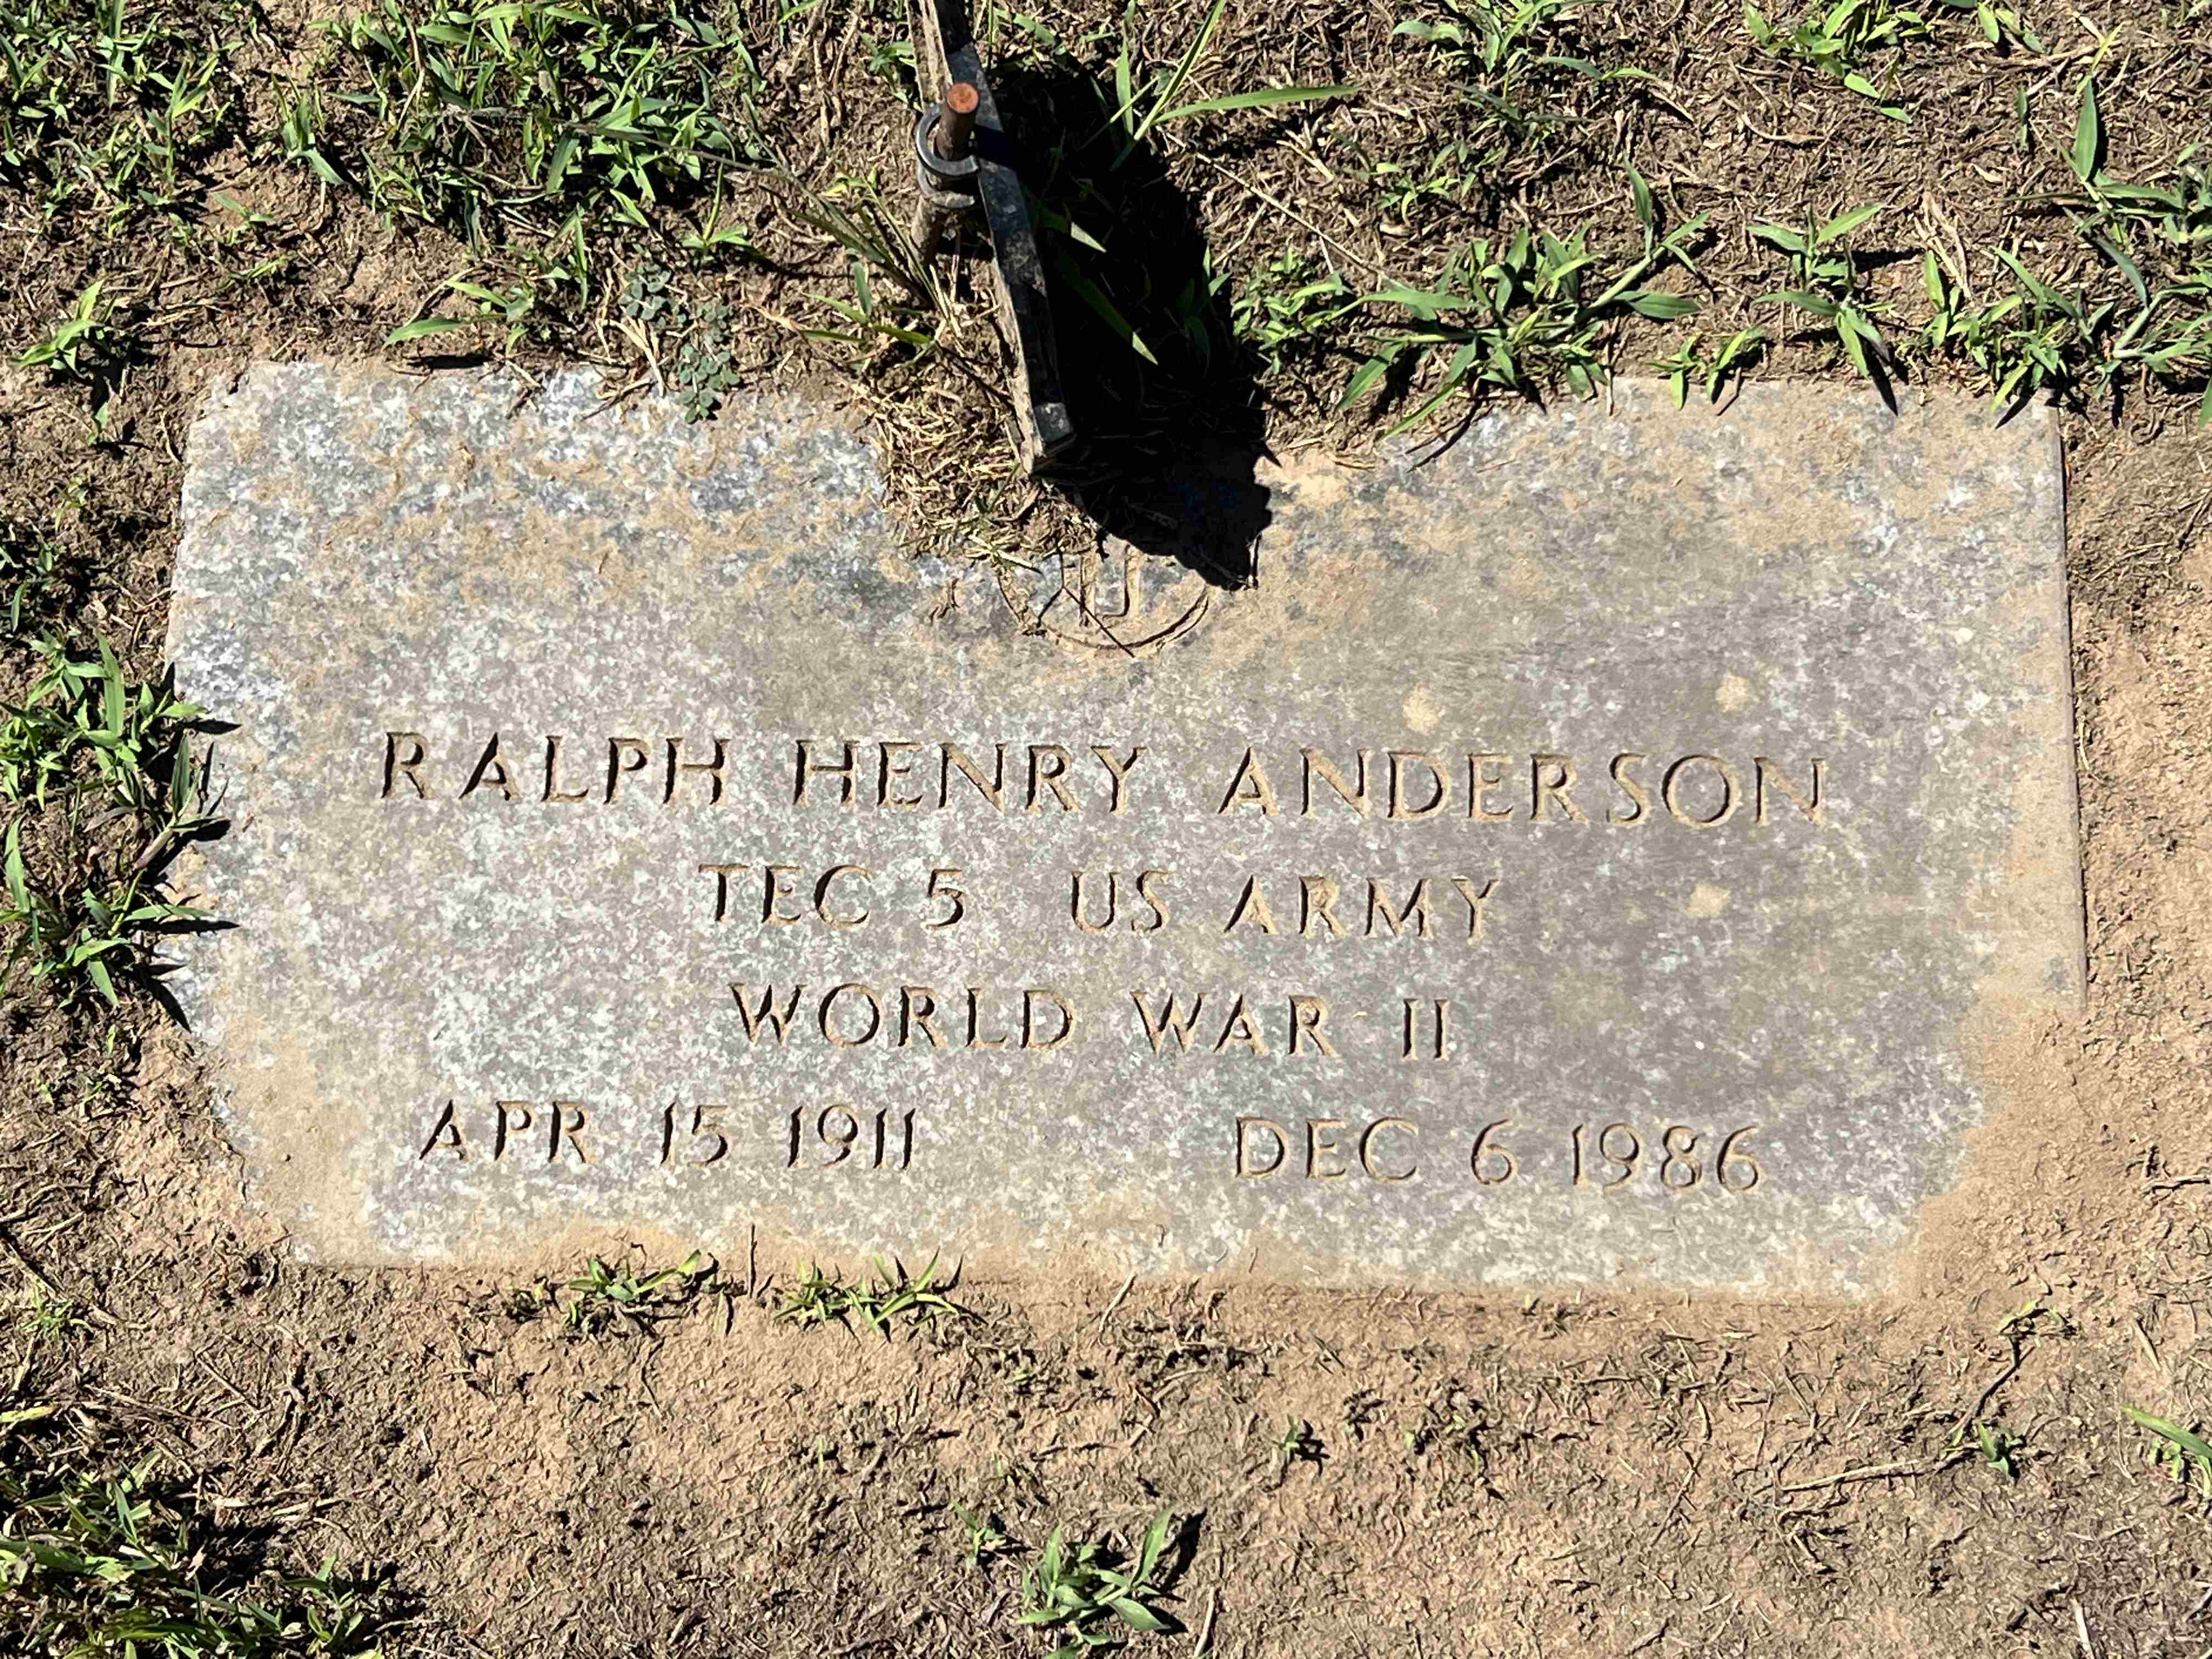 RALPH HENRY ANDERSON
TEC 5 US ARMY
WORLD WAR II
APR 15 1911 DEC 6 1986